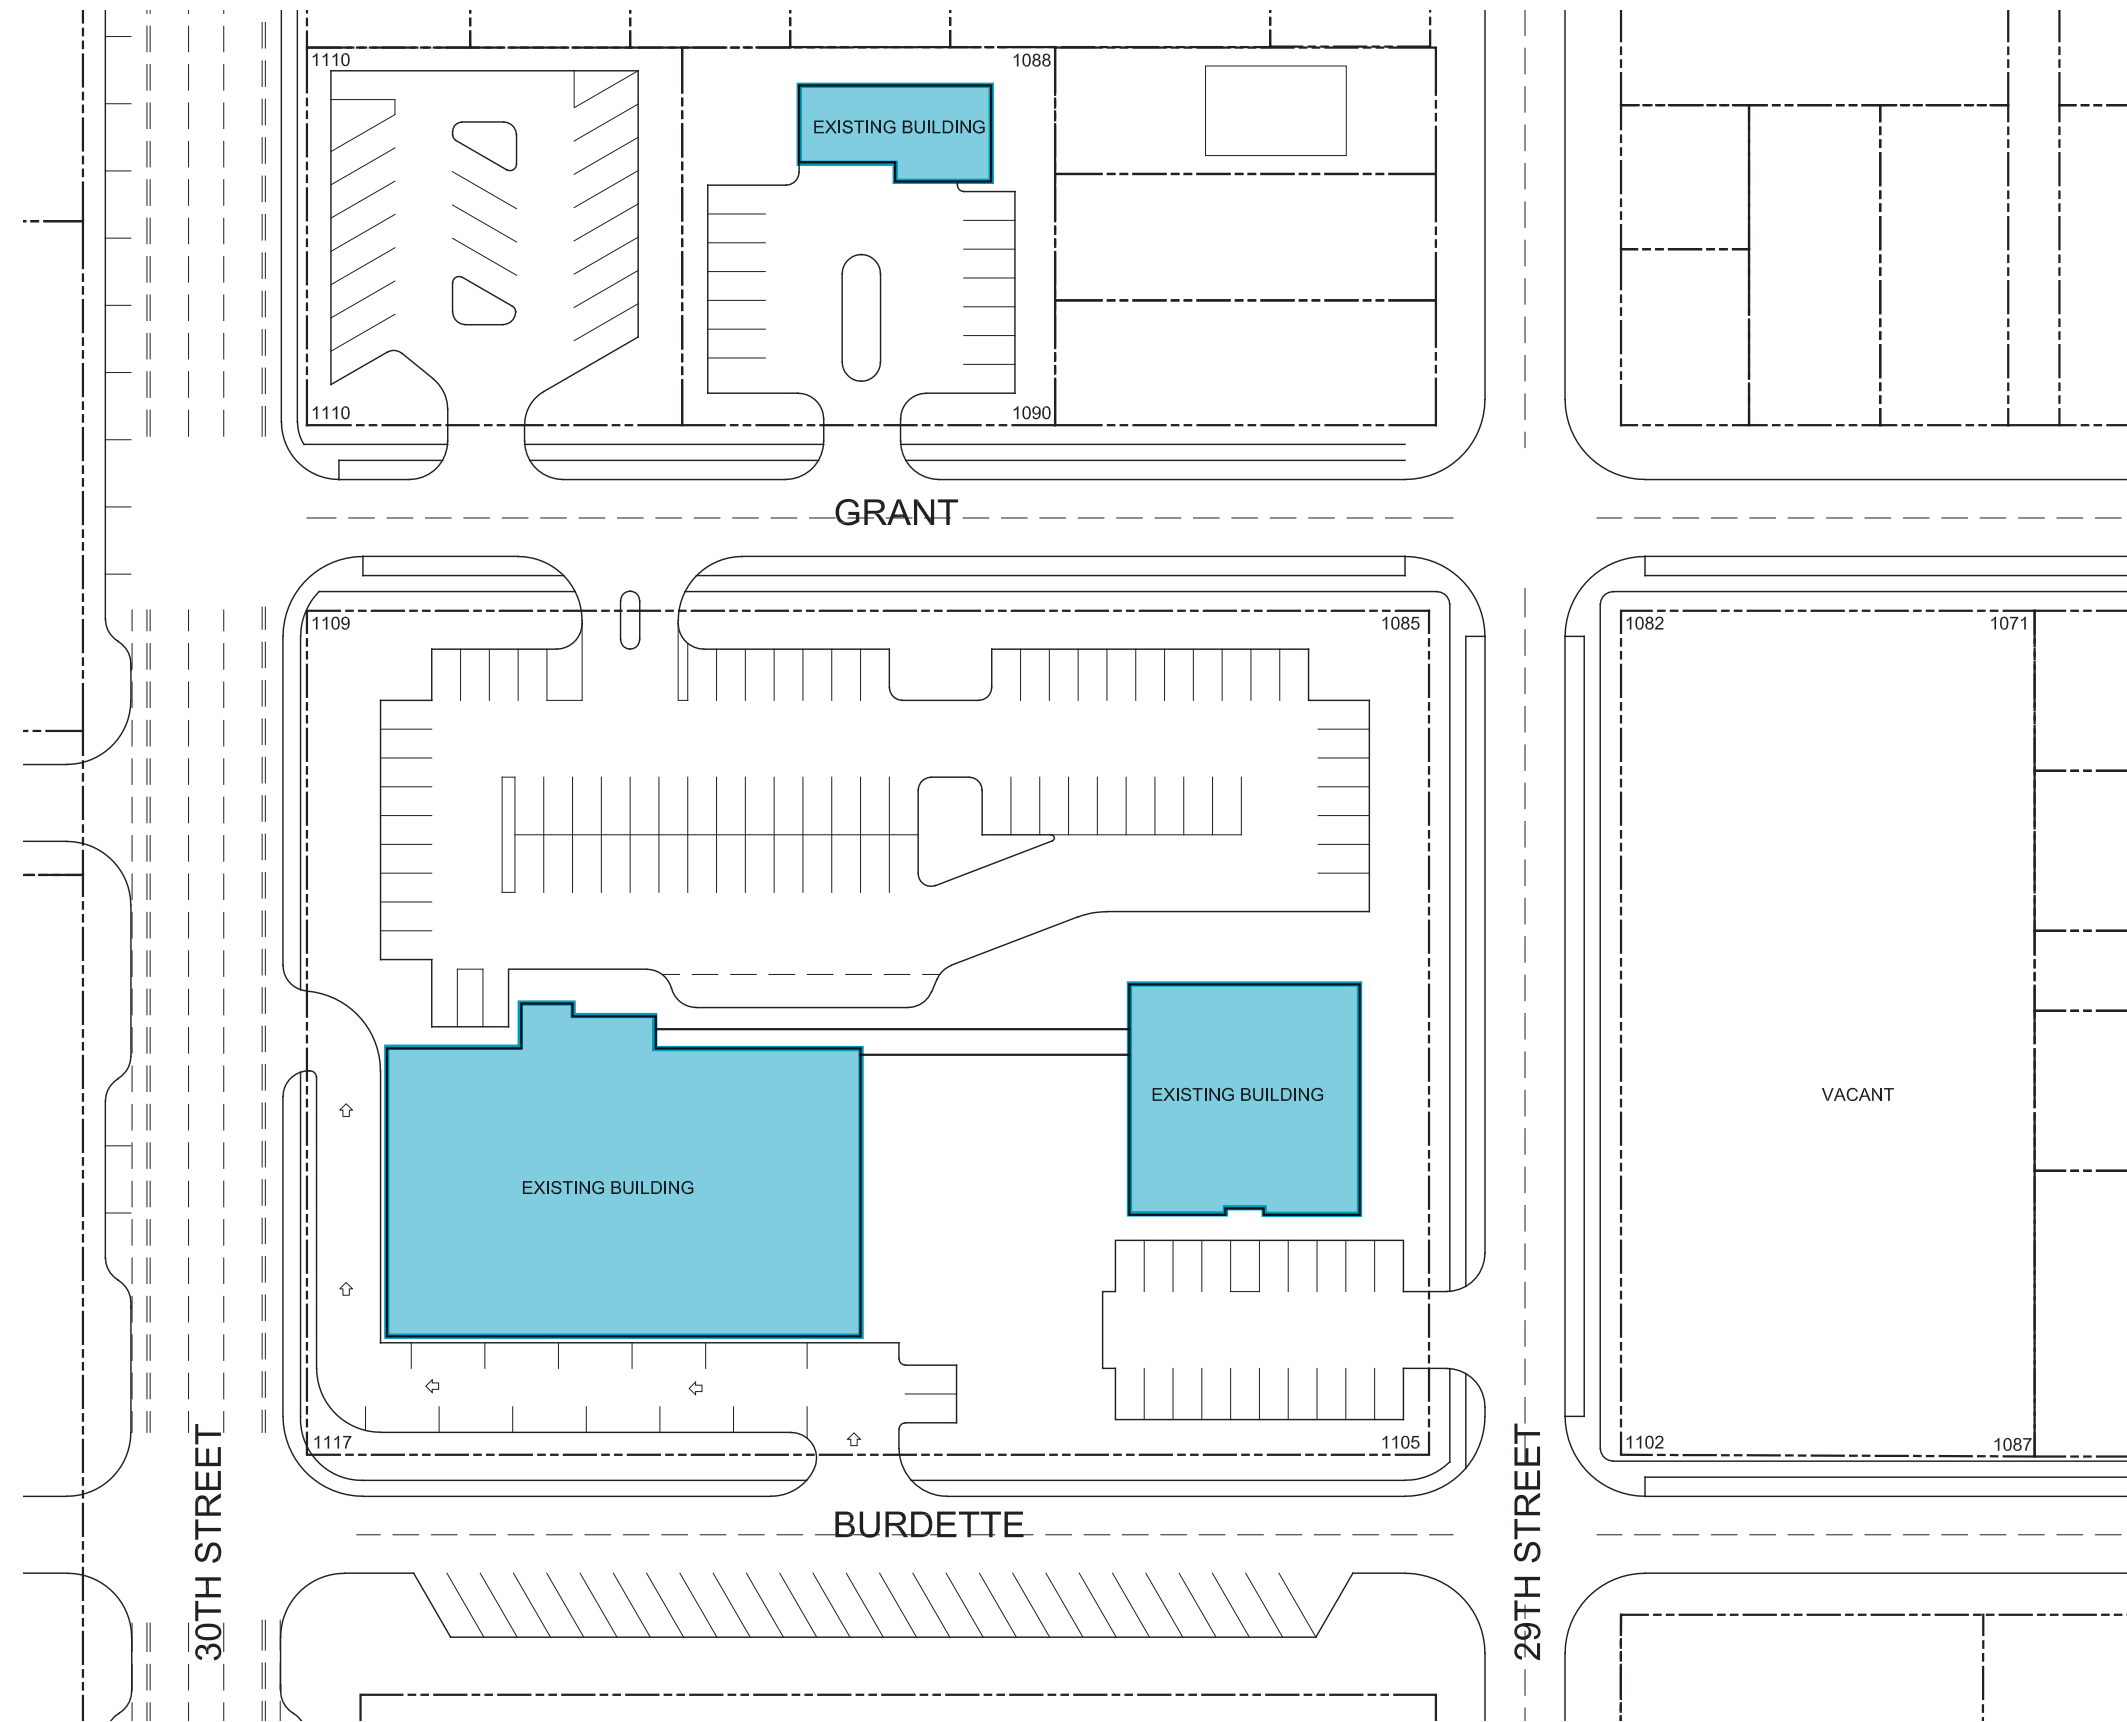 1110
1088
EXISTING BUILDING
1110
1090
GRANT
1109
1085
1082
1071
EXISTING BUILDING
VACANT
EXISTING BUILDING
1117
1105
1102
1087
BURDETTE
30TH STREET
29TH STREET